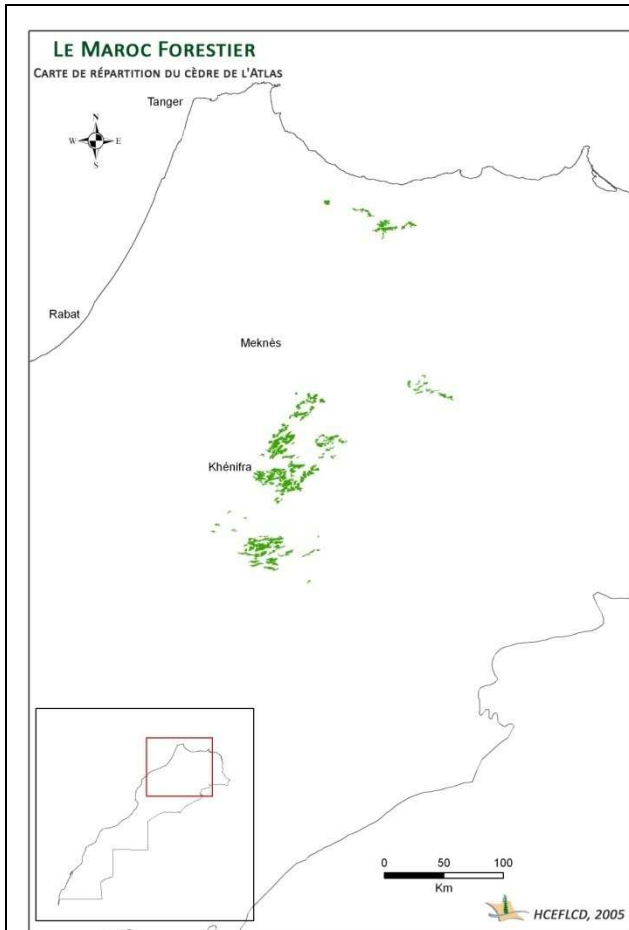 LE MAROC FORESTIER
CARTE DE RÉPARTITION DU CÈDRE DE L'ATLAS
Tanger
N
W E
S
Rabat
Meknès
Khénifra
0 50 100
Km
HCEFLCD, 2005